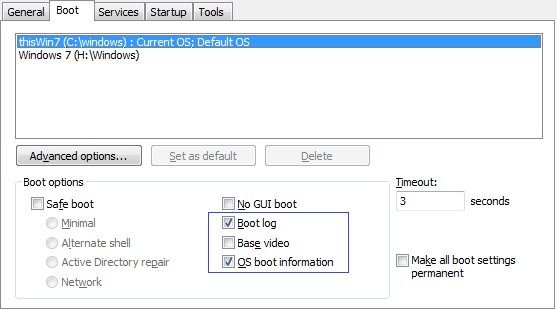 General Boot Services Startup Tools
thisWin7 (C:\windows) : Current OS; Default OS
Windows 7 (H:\Windows)
Advanced options... Set as default Delete
Boot options Timeout:
Safe boot No GUI boot 3 seconds
Minimal Boot log
Alternate shell Base video
Active Directory repair OS boot information Make all boot settings
Network permanent